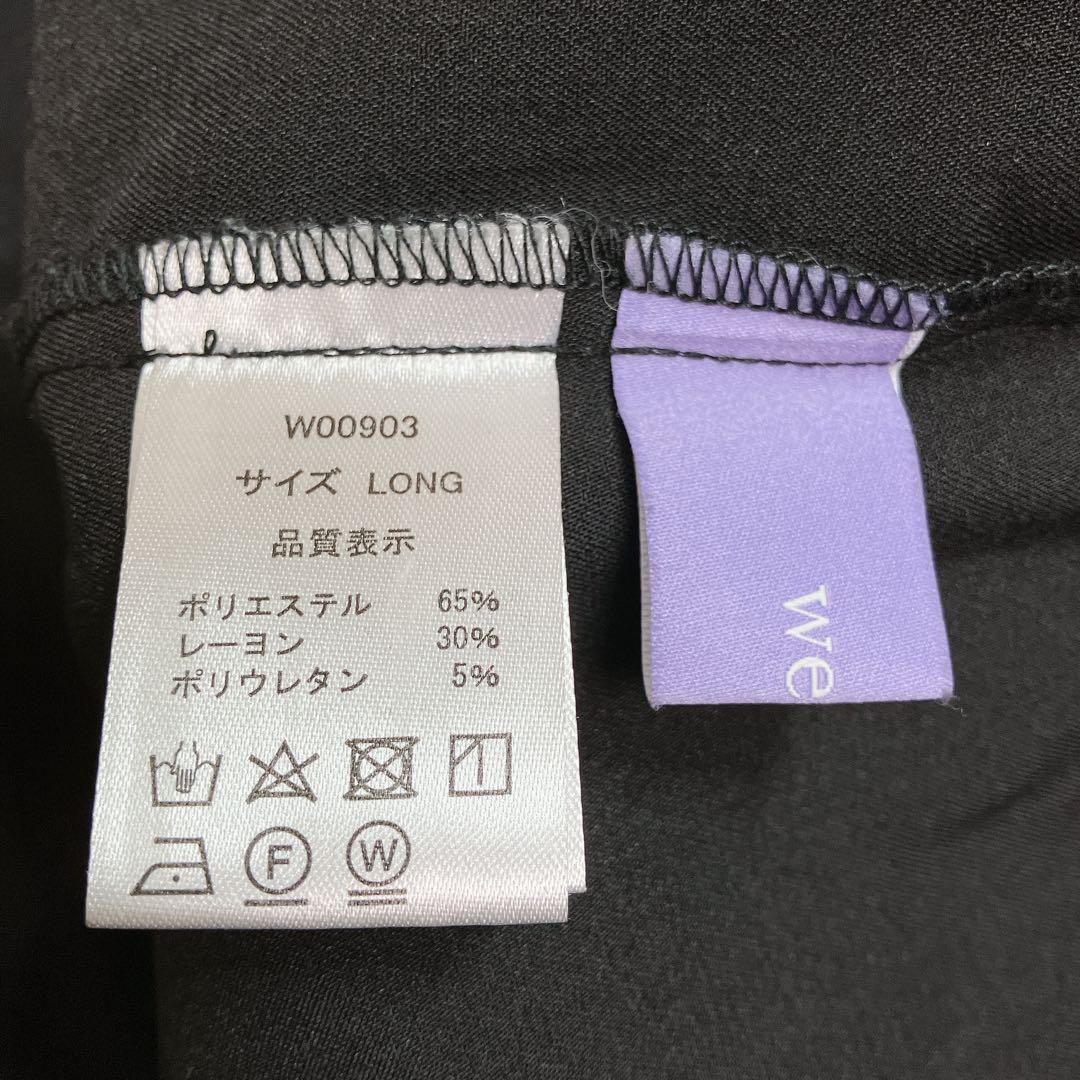 W00903
サイズ LONG
品質表示
ポリエステル 65%
レーヨン 30%
ポリウレタン 5%
F
W
we